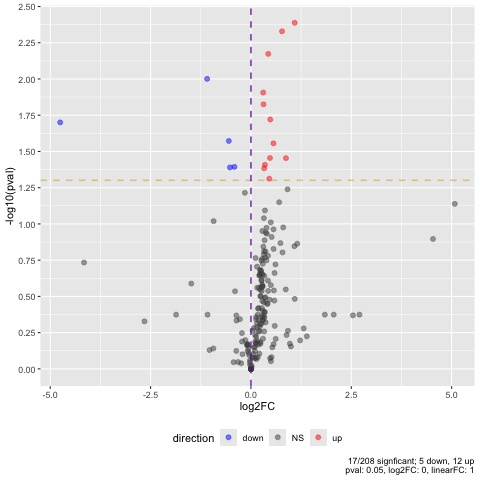 2.50
2.25
2.00
1.75
1.50
1.25
1.00
0.75
0.50
0.25
0.00
-log10(pval)
-5.0 -2.5 0.0 2.5 5.0
log2FC
direction down NS up
17/208 signficant; 5 down, 12 up
pval: 0.05, log2FC: 0, linearFC: 1